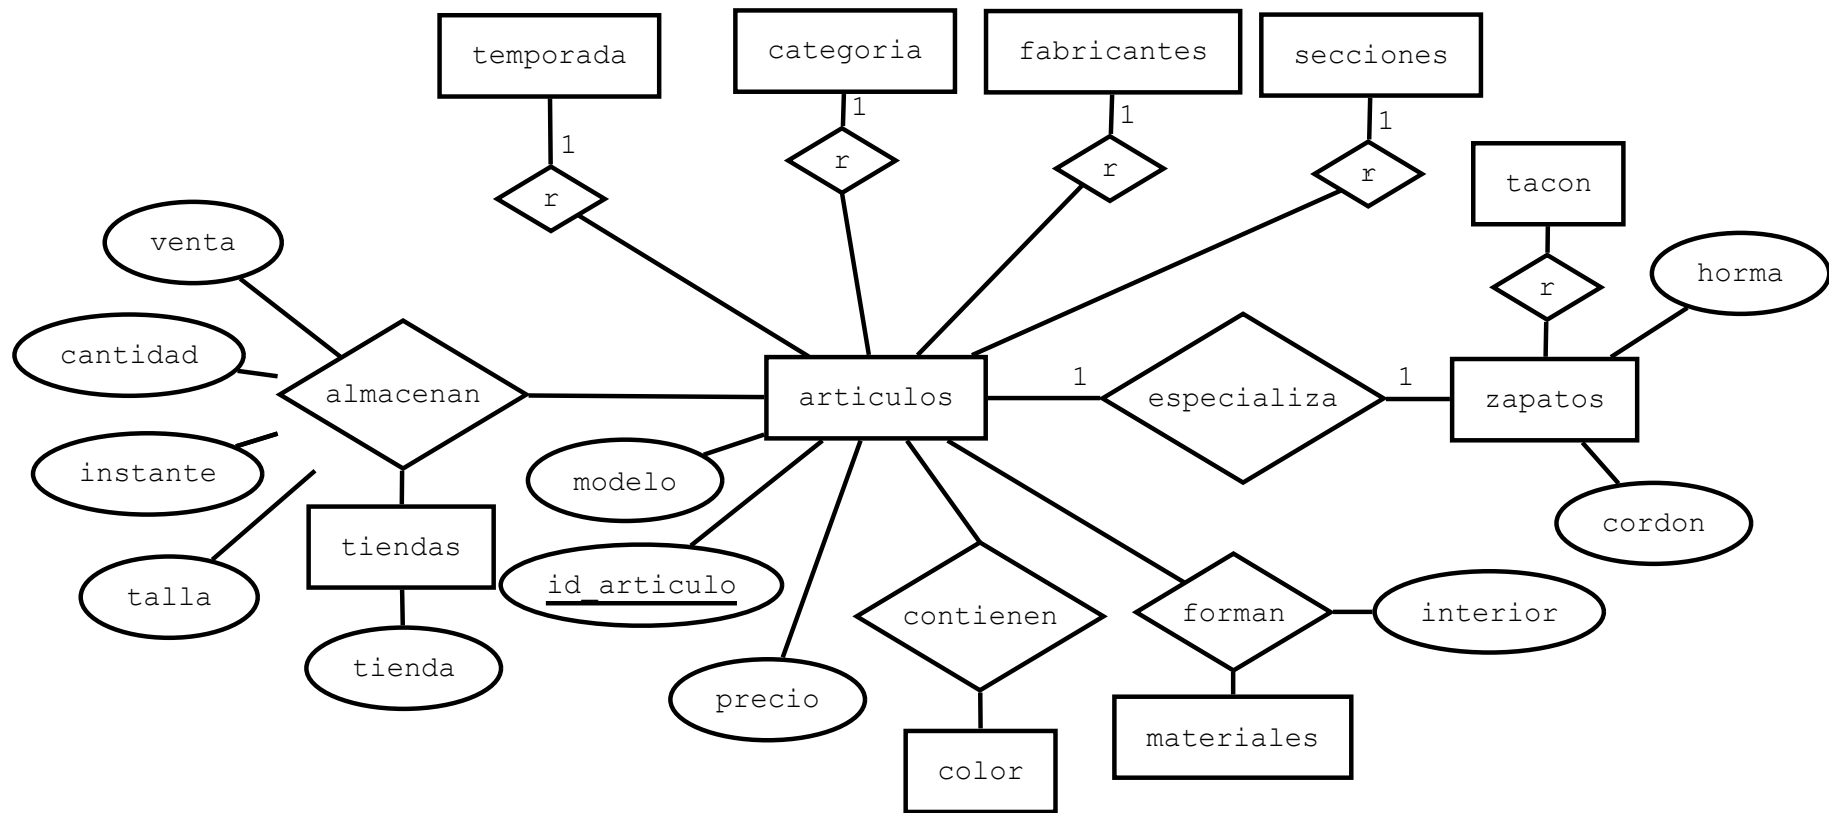 temporada
categoria
fabricantes
secciones
1
1
1
1
r
r
r
r
tacon
r
venta
horma
cantidad
almacenan
articulos
1
especializa
1
zapatos
instante
modelo
cordon
talla
tiendas
id_articulo
contienen
forman
interior
tienda
precio
color
materiales